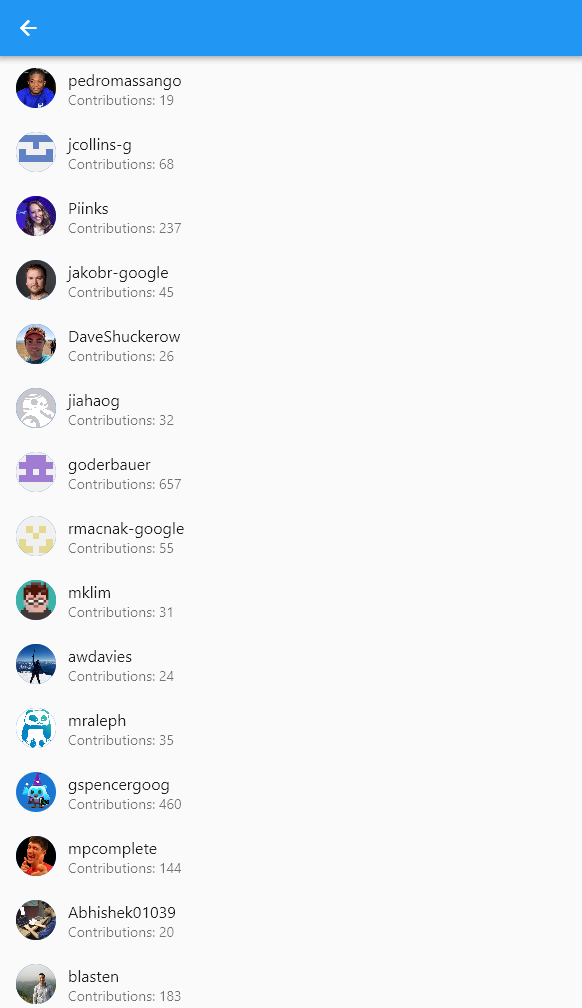 pedromassango
Contributions: 19
jcollins-g
Contributions: 68
Piinks
Contributions: 237
jakobr-google
Contributions: 45
DaveShuckerow
Contributions: 26
jiahaog
Contributions: 32
goderbauer
Contributions: 657
rmacnak-google
Contributions: 55
mklim
Contributions: 31
awdavies
Contributions: 24
mraleph
Contributions: 35
gspencergoog
Contributions: 460
mpcomplete
Contributions: 144
Abhishek01039
Contributions: 20
blasten
Contributions: 183